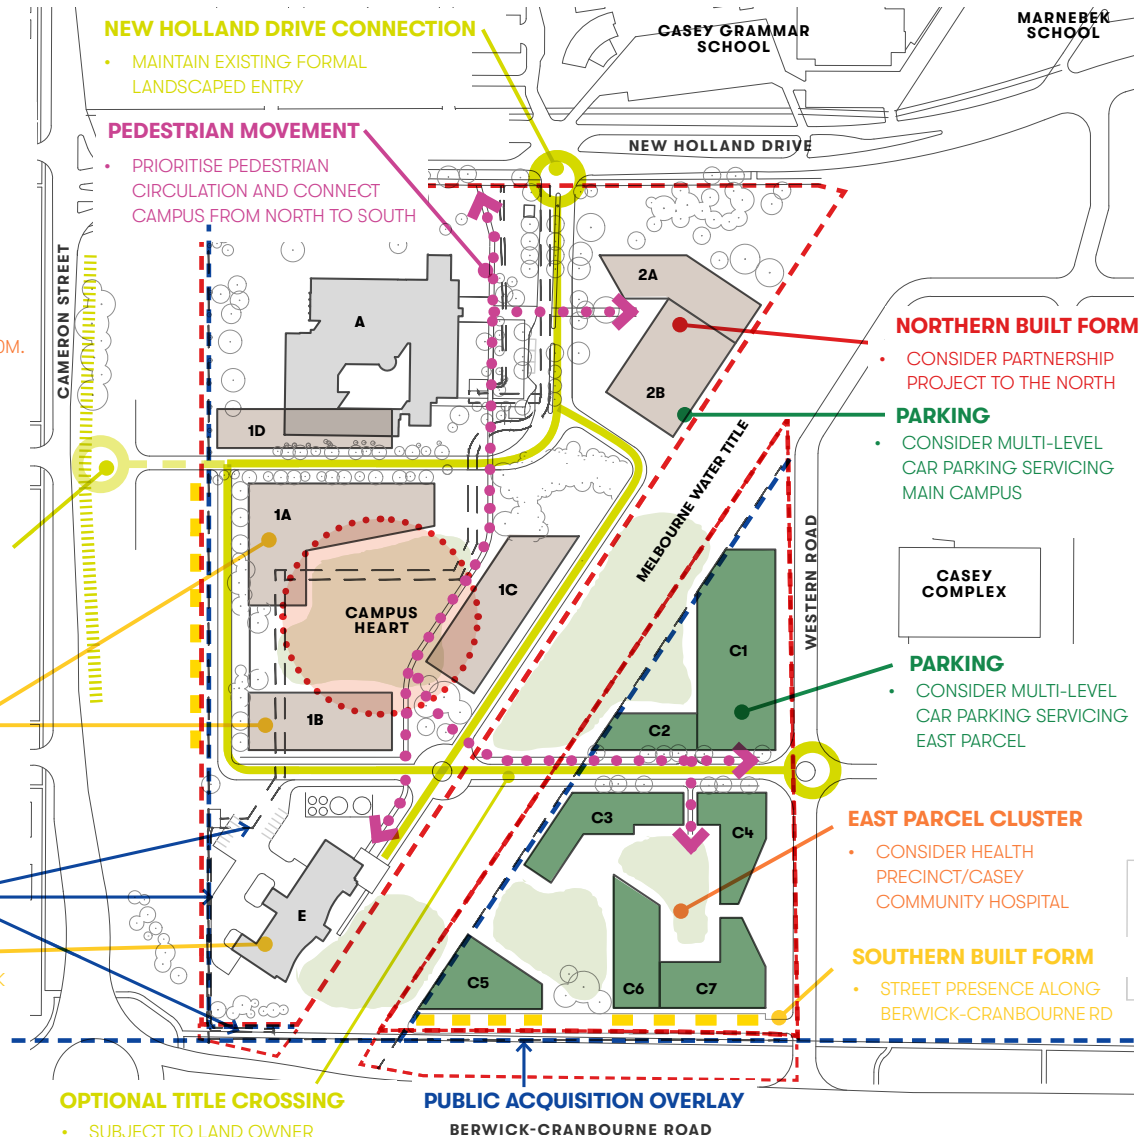 NEW HOLLAND DRIVE CONNECTION
• MAINTAIN EXISTING FORMAL
LANDSCAPED ENTRY
CASEY GRAMMAR
SCHOOL
MARNEBEK
SCHOOL
PEDESTRIAN MOVEMENT
• PRIORITISE PEDESTRIAN
CIRCULATION AND CONNECT
CAMPUS FROM NORTH TO SOUTH
NEW HOLLAND DRIVE
CAMERON STREET
0M.
A
2A
2B
1D
NORTHERN BUILT FORM
• CONSIDER PARTNERSHIP
PROJECT TO THE NORTH
PARKING
• CONSIDER MULTI-LEVEL
CAR PARKING SERVICING
MAIN CAMPUS
MELBOURNE WATER TITLE
WESTERN ROAD
1A
1C
CAMPUS
HEART
1B
CASEY
COMPLEX
C1
C2
PARKING
• CONSIDER MULTI-LEVEL
CAR PARKING SERVICING
EAST PARCEL
C3
C4
E
EAST PARCEL CLUSTER
• CONSIDER HEALTH
PRECINCT/CASEY
COMMUNITY HOSPITAL
C5
C6
C7
SOUTHERN BUILT FORM
• STREET PRESENCE ALONG
BERWICK-CRANBOURNE RD
OPTIONAL TITLE CROSSING
• SUBJECT TO LAND OWNER
PUBLIC ACQUISITION OVERLAY
BERWICK-CRANBOURNE ROAD